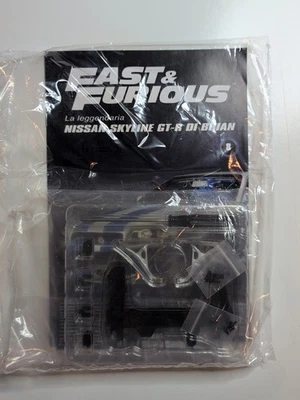 FAST & FURIOUS
La leggendaria
NISSAN SKYLINE GT-R DI BRIAN